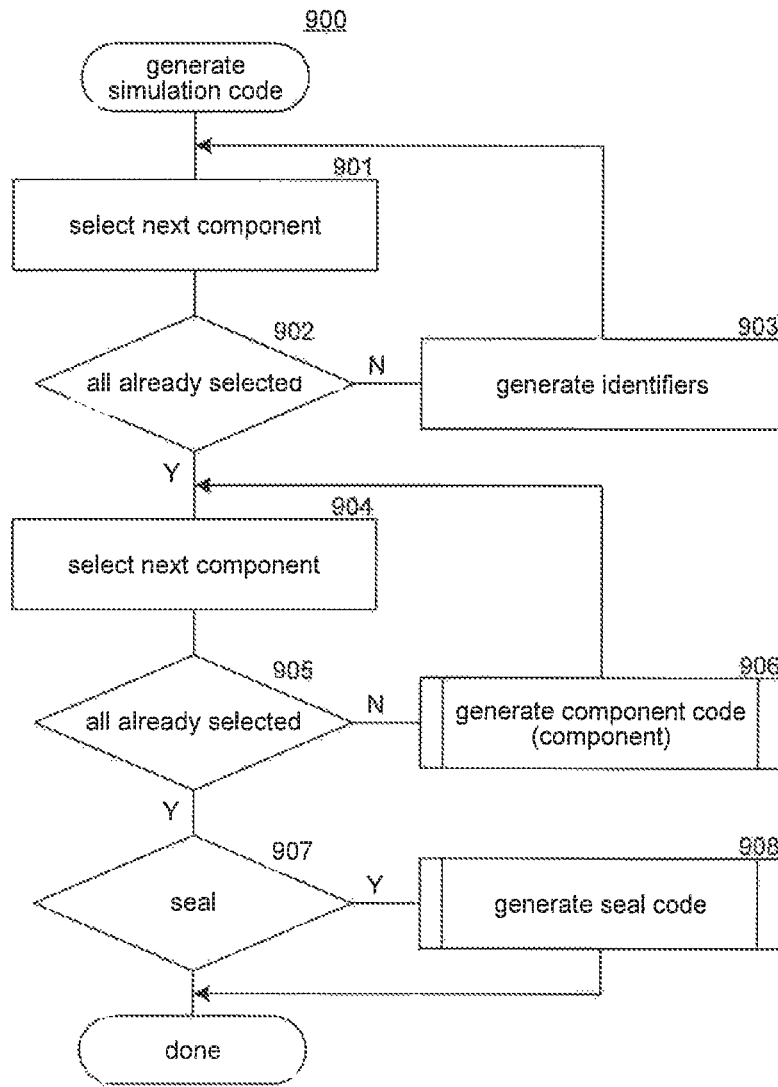 900
generate
simulation code
901
select next component
902
all already selected
N
903
generate identifiers
Y
904
select next component
905
all already selected
N
906
generate component code
(component)
Y
907
seal
Y
908
generate seal code
done